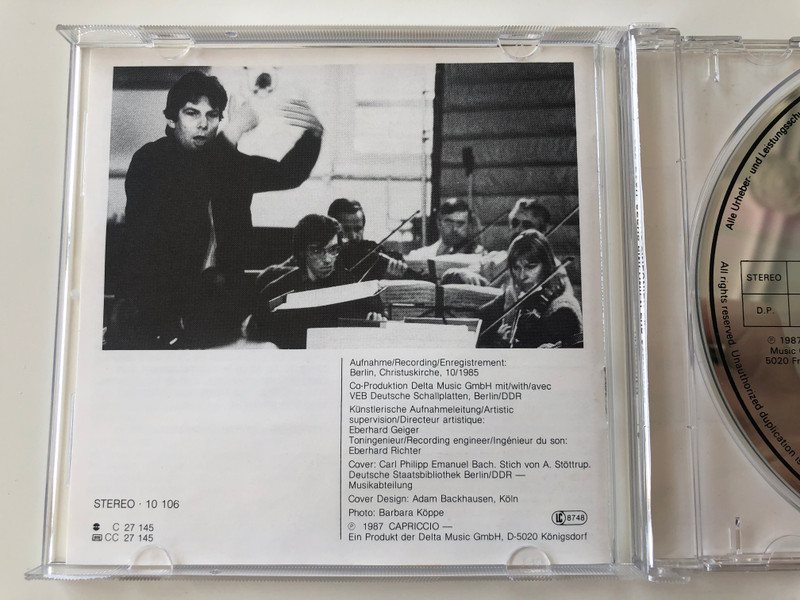 Aufnahme/Recording/Enregistrement:
Berlin, Christuskirche, 10/1985
Co-Produktion Delta Music GmbH mit/with/avec
VEB Deutsche Schallplatten, Berlin/DDR
Künstlerische Aufnahmeleitung/Artistic
supervision/Directeur artistique:
Eberhard Geiger
Toningenieur/Recording engineer/Ingénieur du son:
Eberhard Richter
Cover: Carl Philipp Emanuel Bach. Stich von A. Stöttrup.
Deutsche Staatsbibliothek Berlin/DDR —
Musikabteilung
Cover Design: Adam Backhausen, Köln
Photo: Barbara Köppe
℗ 1987 CAPRICCIO —
Ein Produkt der Delta Music GmbH, D-5020 Königsdorf
LC 8748
STEREO · 10 106
C 27 145
CC 27 145
Alle Urheber- und
STEREO
D.P.
℗ 1987
Music
5020
All rights reserved. Unauthorized duplication